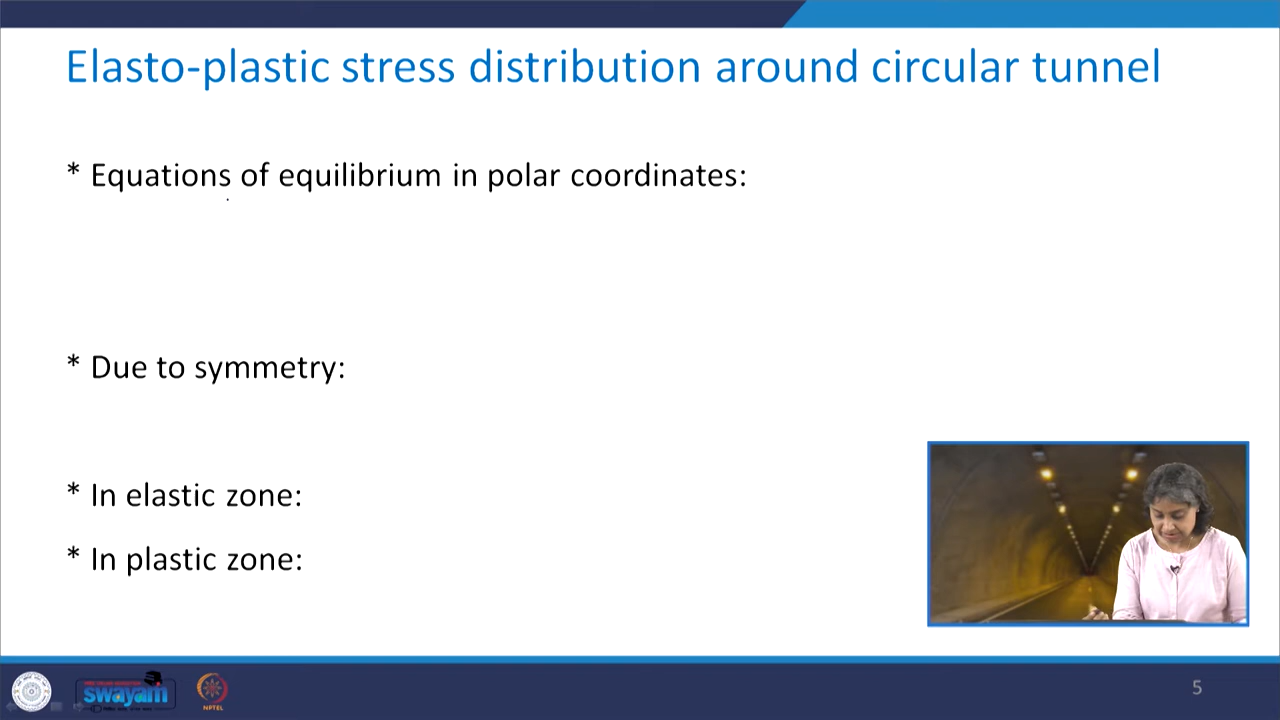 Elasto-plastic stress distribution around circular tunnel
* Equations of equilibrium in polar coordinates:
* Due to symmetry:
* In elastic zone:
* In plastic zone:
swayam
NPTEL
5